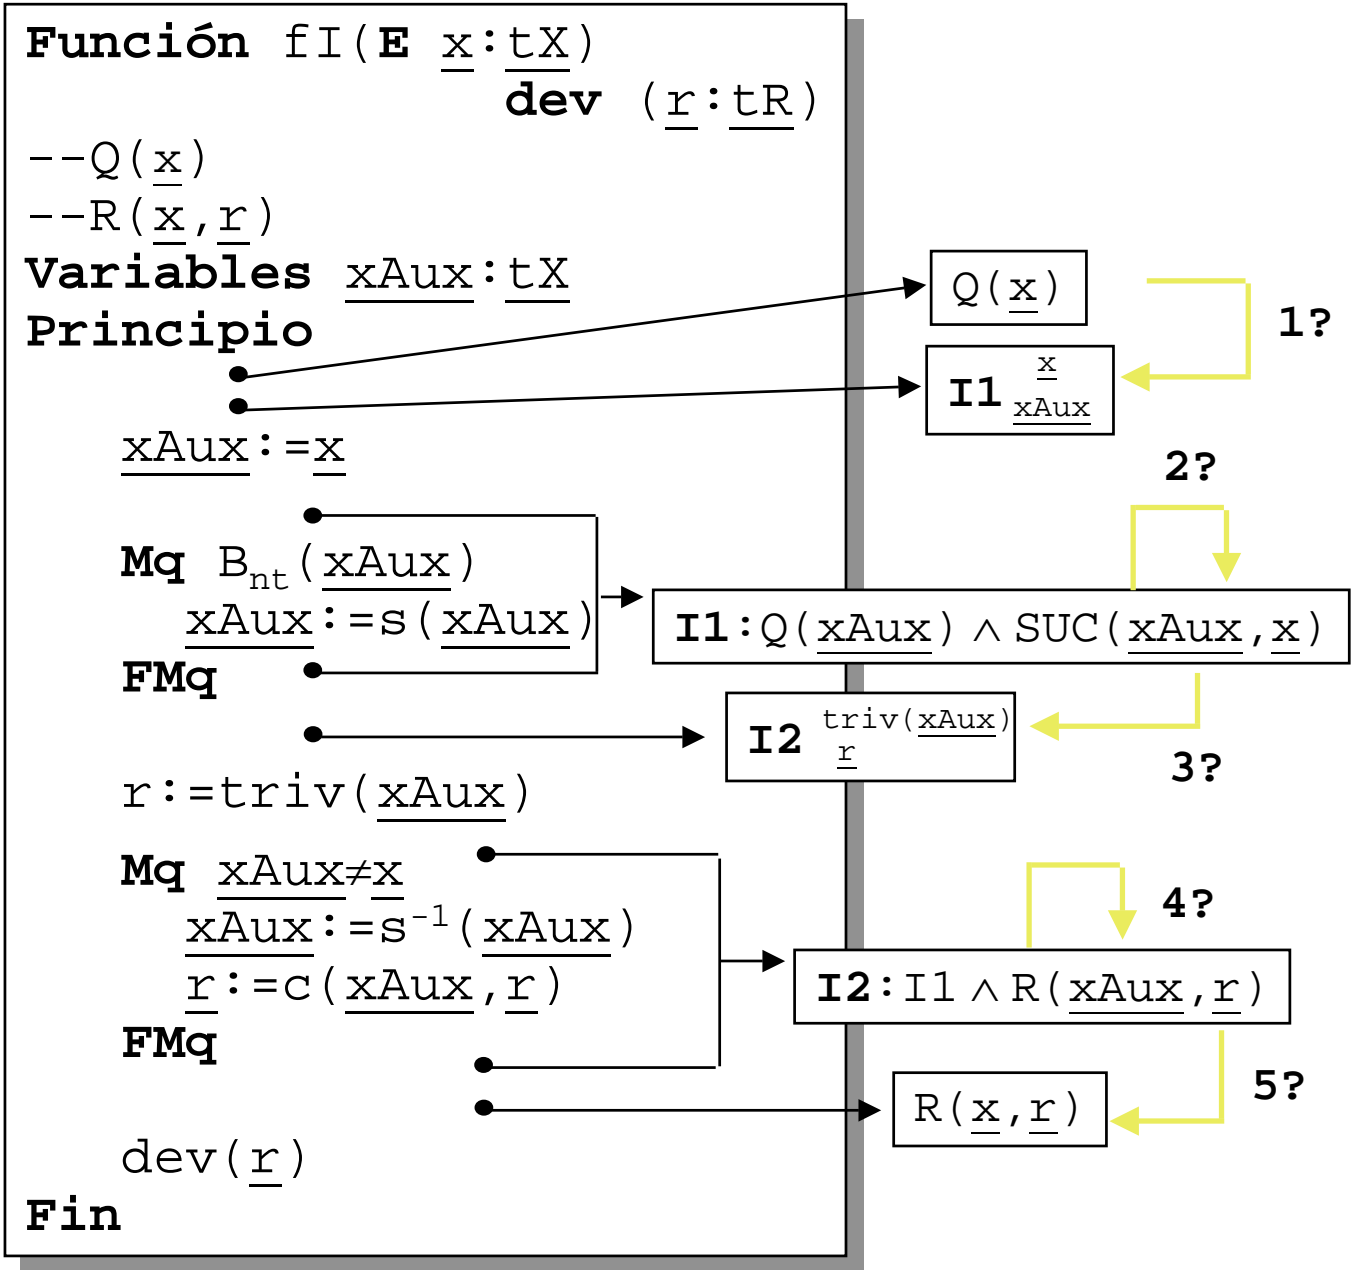 Función fI(E x:tX)
dev (r:tR)
--Q(x)
--R(x,r)
Variables xAux:tX
Principio
xAux:=x
Mq Bnt(xAux)
xAux:=s(xAux)
FMq
r:=triv(xAux)
Mq xAux≠x
xAux:=s⁻¹(xAux)
r:=c(xAux,r)
FMq
dev(r)
Fin
Q(x)
1?
I1 x
xAux
2?
I1:Q(xAux) ∧ SUC(xAux,x)
I2 triv(xAux)
r
3?
4?
I2:I1 ∧ R(xAux,r)
5?
R(x,r)